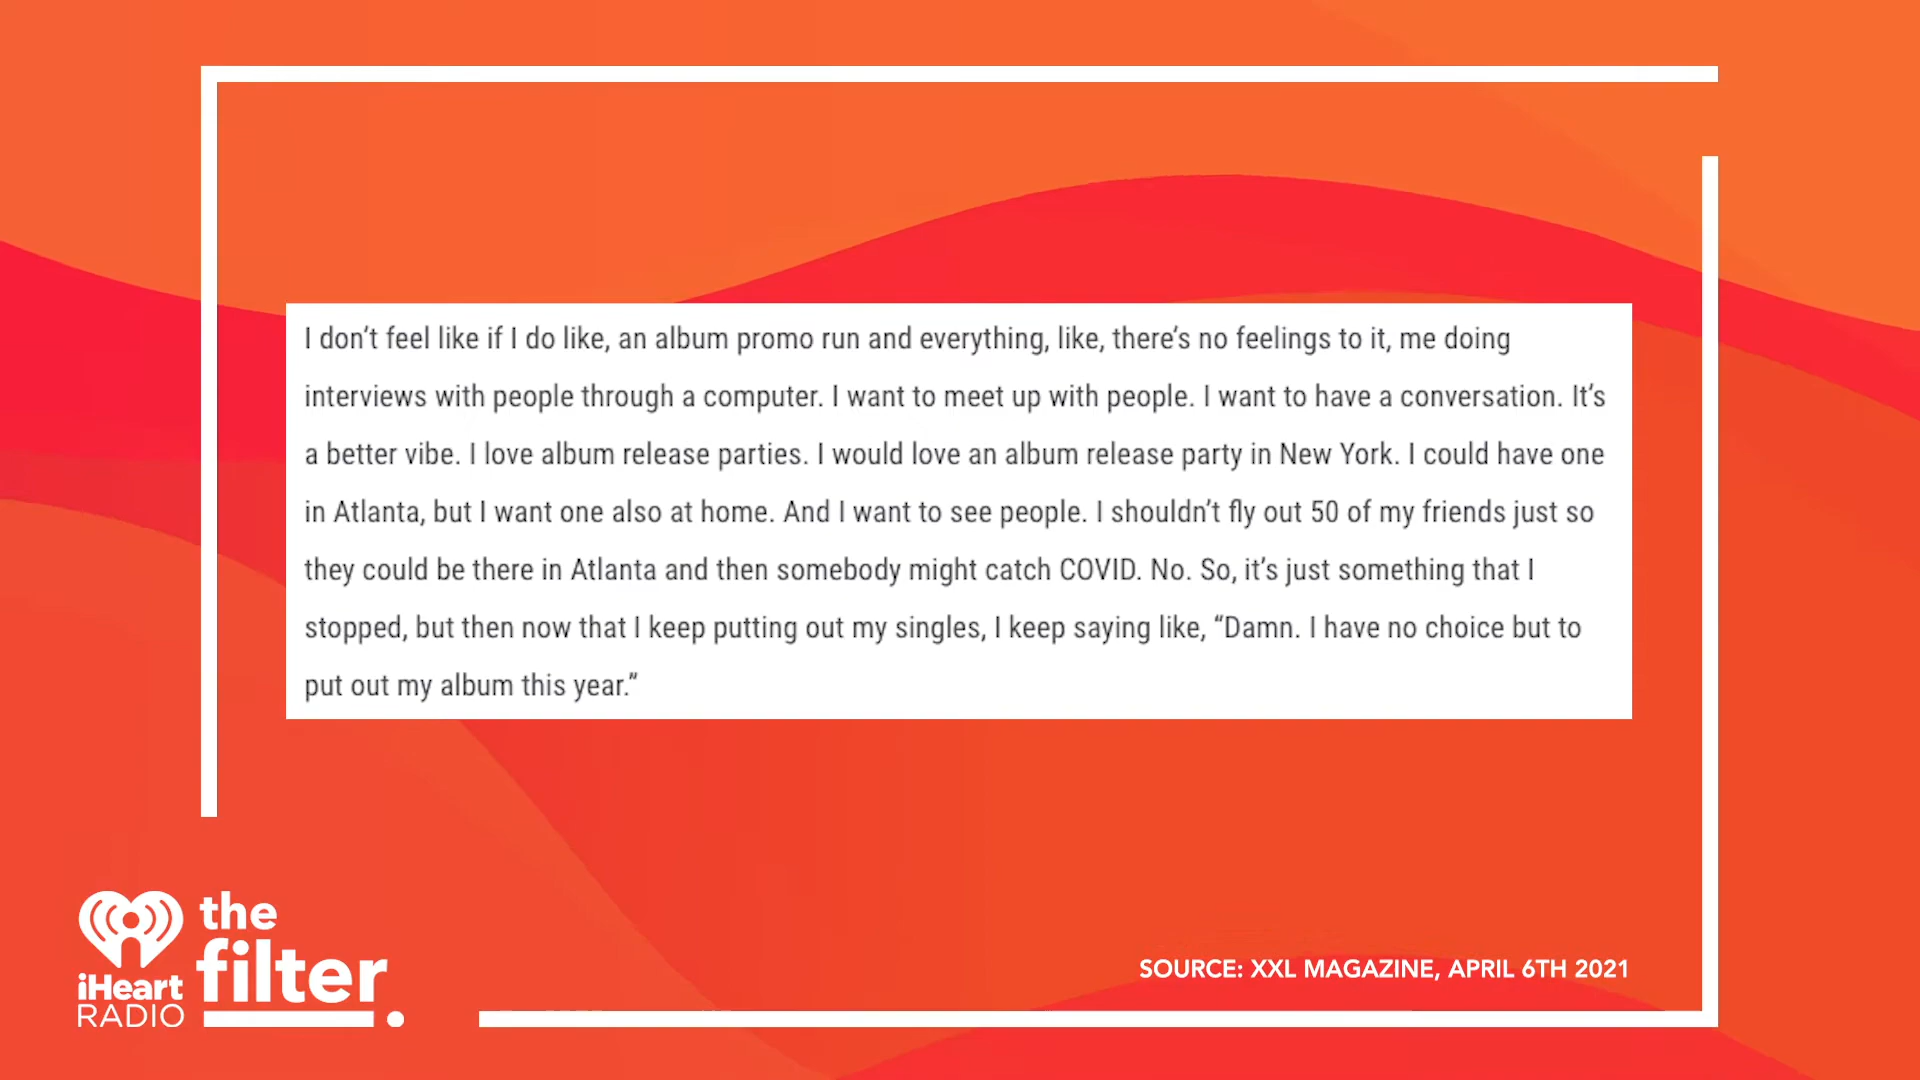 I don’t feel like if I do like, an album promo run and everything, like, there’s no feelings to it, me doing
interviews with people through a computer. I want to meet up with people. I want to have a conversation. It’s
a better vibe. I love album release parties. I would love an album release party in New York. I could have one
in Atlanta, but I want one also at home. And I want to see people. I shouldn’t fly out 50 of my friends just so
they could be there in Atlanta and then somebody might catch COVID. No. So, it’s just something that I
stopped, but then now that I keep putting out my singles, I keep saying like, “Damn. I have no choice but to
put out my album this year.”
iHeart
RADIO
the
filter.
SOURCE: XXL MAGAZINE, APRIL 6TH 2021